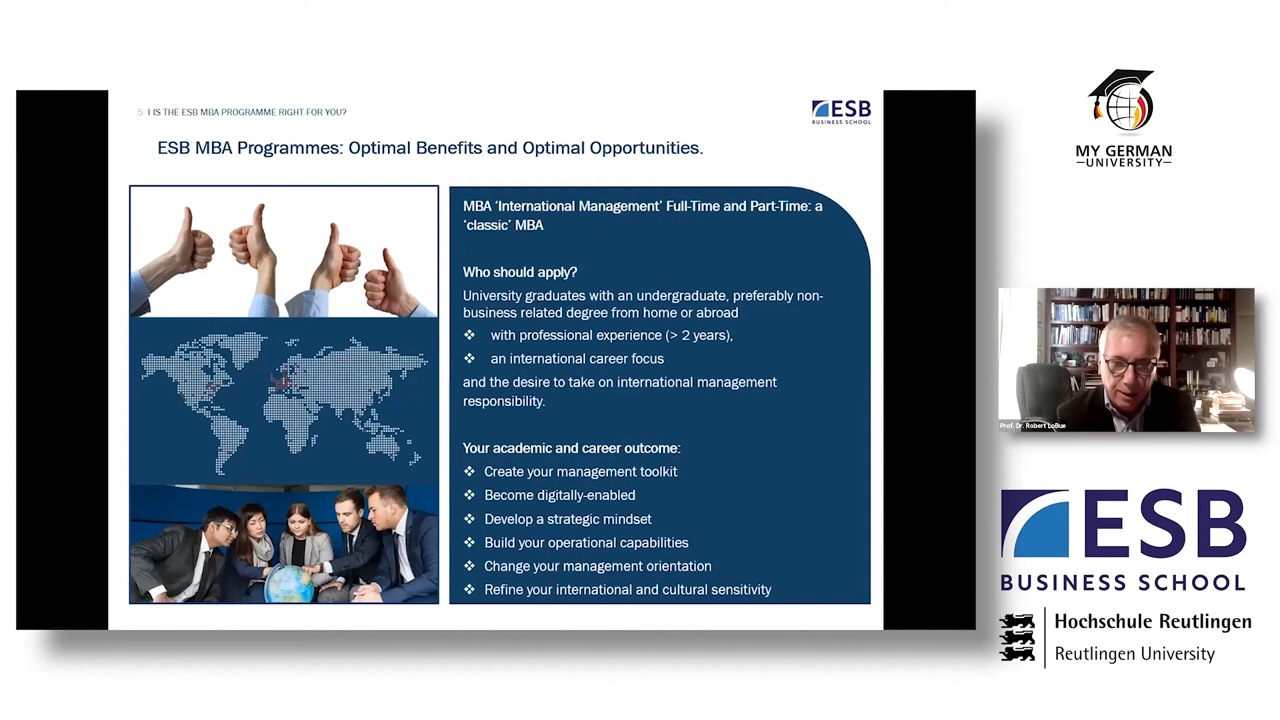 5 I IS THE ESB MBA PROGRAMME RIGHT FOR YOU?
ESB
BUSINESS SCHOOL
ESB MBA Programmes: Optimal Benefits and Optimal Opportunities.
MBA ‘International Management’ Full-Time and Part-Time: a
‘classic’ MBA
Who should apply?
University graduates with an undergraduate, preferably non-
business related degree from home or abroad
❖ with professional experience (> 2 years),
❖ an international career focus
and the desire to take on international management
responsibility.
Your academic and career outcome:
❖ Create your management toolkit
❖ Become digitally-enabled
❖ Develop a strategic mindset
❖ Build your operational capabilities
❖ Change your management orientation
❖ Refine your international and cultural sensitivity
MY GERMAN
UNIVERSITY
Prof. Dr. Robert LoBue
ESB
BUSINESS SCHOOL
Hochschule Reutlingen
Reutlingen University